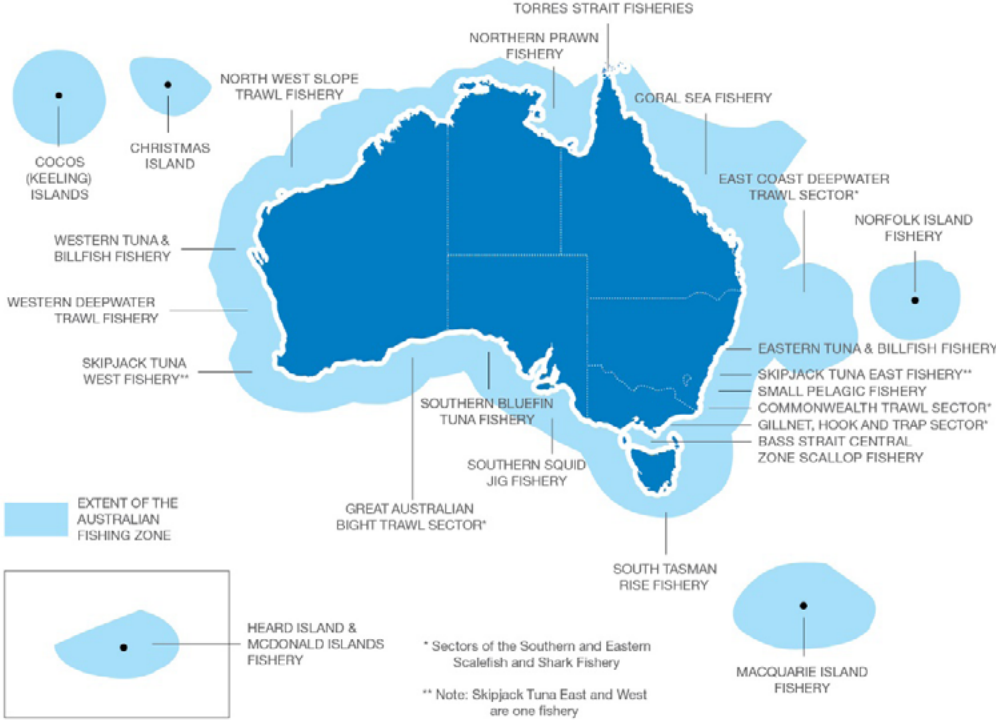 TORRES STRAIT FISHERIES
NORTHERN PRAWN
FISHERY
NORTH WEST SLOPE
TRAWL FISHERY
CORAL SEA FISHERY
COCOS
(KEELING)
ISLANDS
CHRISTMAS
ISLAND
EAST COAST DEEPWATER
TRAWL SECTOR*
NORFOLK ISLAND
FISHERY
WESTERN TUNA &
BILLFISH FISHERY
WESTERN DEEPWATER
TRAWL FISHERY
SKIPJACK TUNA
WEST FISHERY**
EASTERN TUNA & BILLFISH FISHERY
SKIPJACK TUNA EAST FISHERY**
SMALL PELAGIC FISHERY
COMMONWEALTH TRAWL SECTOR*
GILLNET, HOOK AND TRAP SECTOR*
BASS STRAIT CENTRAL
ZONE SCALLOP FISHERY
SOUTHERN BLUEFIN
TUNA FISHERY
SOUTHERN SQUID
JIG FISHERY
GREAT AUSTRALIAN
BIGHT TRAWL SECTOR*
EXTENT OF THE
AUSTRALIAN
FISHING ZONE
SOUTH TASMAN
RISE FISHERY
HEARD ISLAND &
MCDONALD ISLANDS
FISHERY
* Sectors of the Southern and Eastern
Scalefish and Shark Fishery
** Note: Skipjack Tuna East and West
are one fishery
MACQUARIE ISLAND
FISHERY